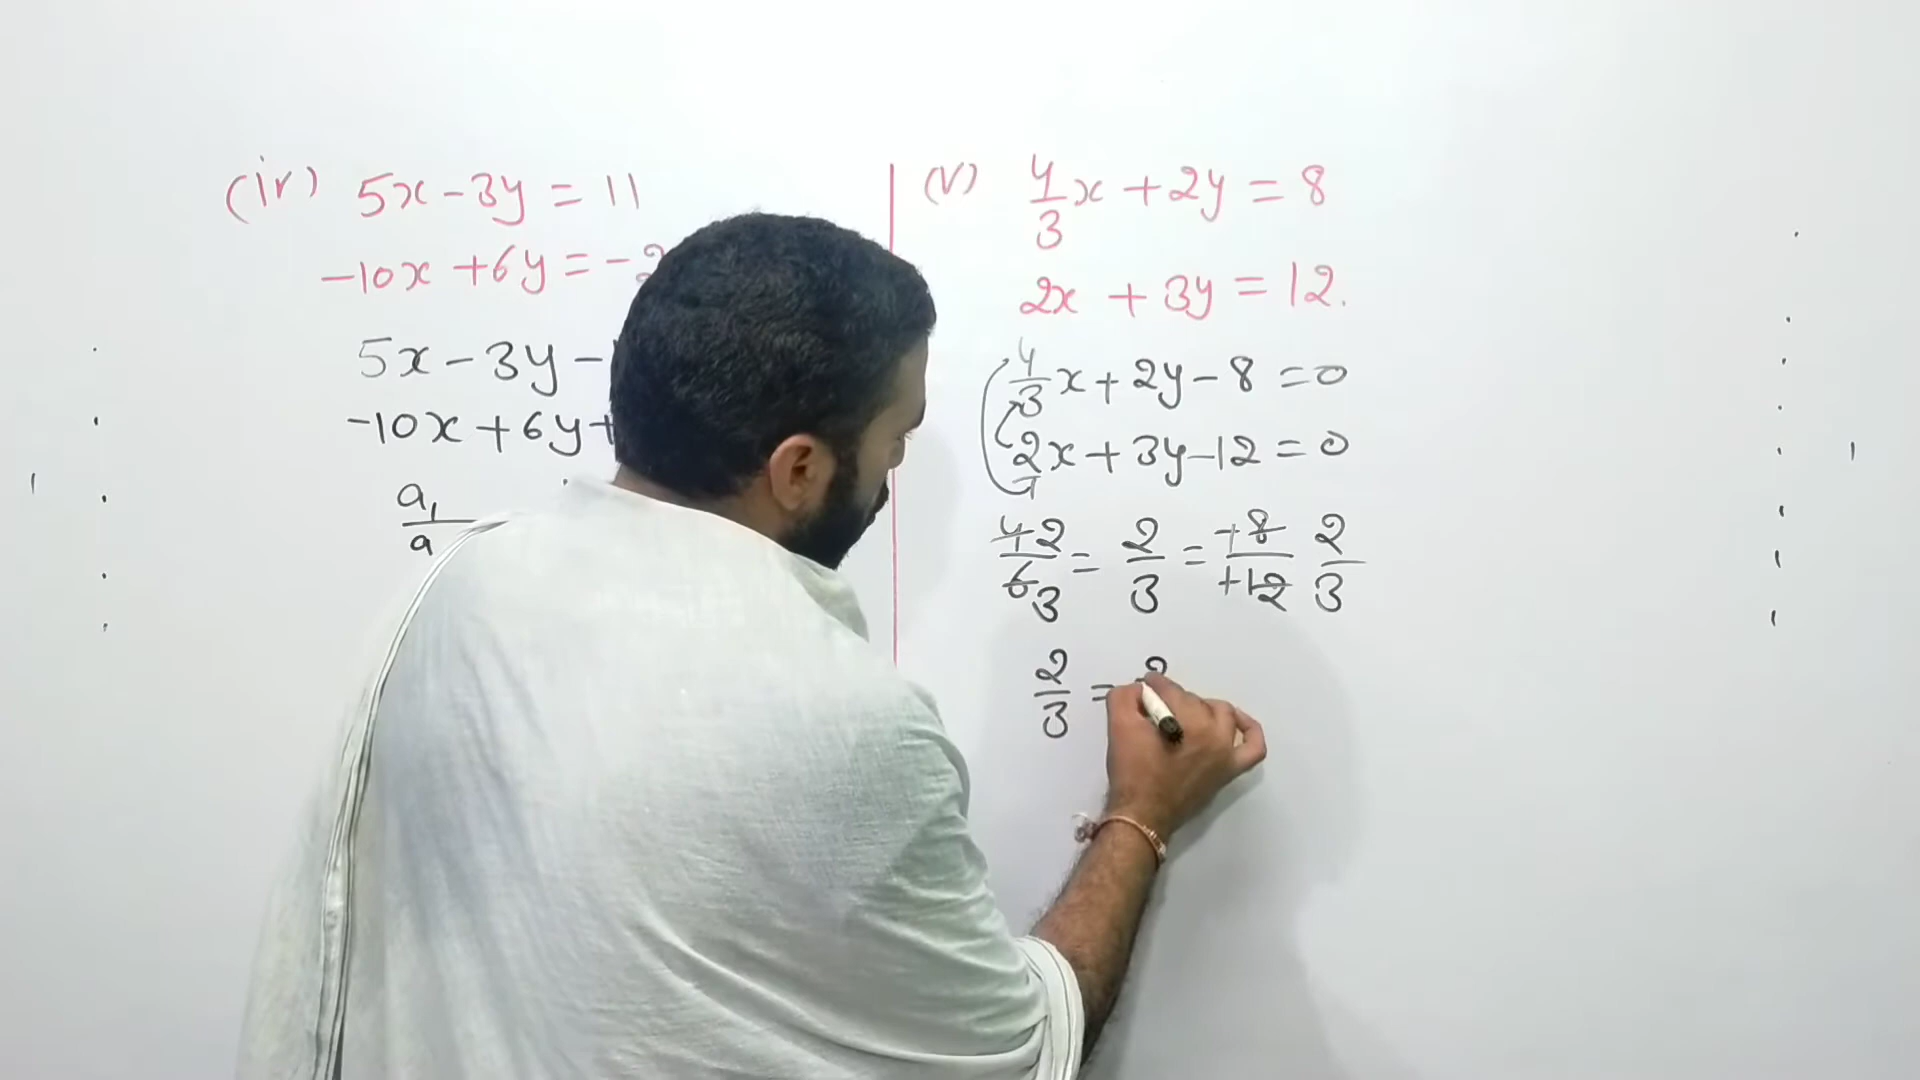 (iv) 5x - 3y = 11
-10x + 6y = -2
5x - 3y -
-10x + 6y +
a₁/a
(v) 4/3 x + 2y = 8
2x + 3y = 12.
4/3 x + 2y - 8 = 0
2x + 3y - 12 = 0
4 2/6 3 = 2/3 = +8/+12 2/3
2/3 = 2